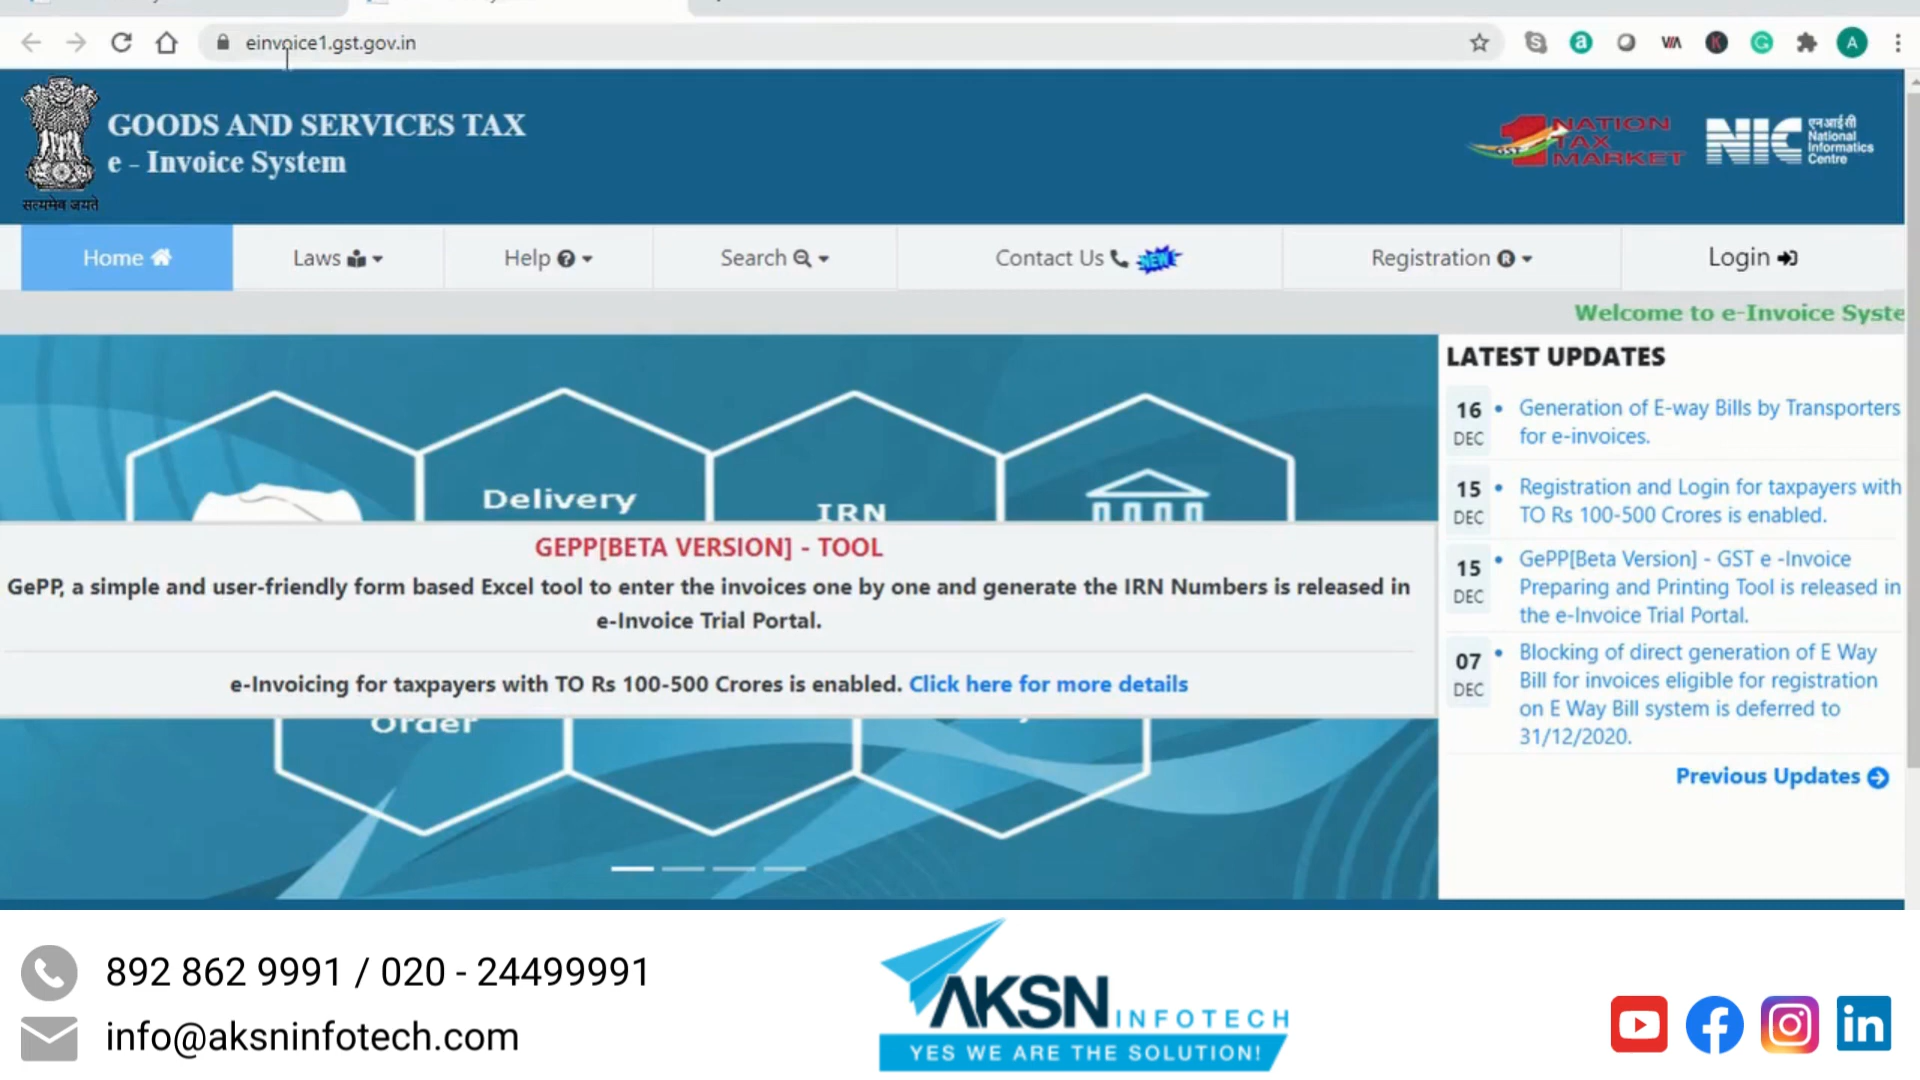 einvoice1.gst.gov.in
A
GOODS AND SERVICES TAX
e - Invoice System
सत्यमेव जयते
GST
1 NATION
TAX
MARKET
NIC
एनआईसी
National
Informatics
Centre
Home
Laws
Help
Search
Contact Us NEW
Registration
Login
Welcome to e-Invoice Syste
LATEST UPDATES
16 DEC
Generation of E-way Bills by Transporters
for e-invoices.
15 DEC
Registration and Login for taxpayers with
TO Rs 100-500 Crores is enabled.
15 DEC
GePP[Beta Version] - GST e -Invoice
Preparing and Printing Tool is released in
the e-Invoice Trial Portal.
07 DEC
Blocking of direct generation of E Way
Bill for invoices eligible for registration
on E Way Bill system is deferred to
31/12/2020.
Previous Updates
Delivery
IRN
GEPP[BETA VERSION] - TOOL
GePP, a simple and user-friendly form based Excel tool to enter the invoices one by one and generate the IRN Numbers is released in
e-Invoice Trial Portal.
e-Invoicing for taxpayers with TO Rs 100-500 Crores is enabled. Click here for more details
Order
892 862 9991 / 020 - 24499991
info@aksninfotech.com
AKSN INFOTECH
YES WE ARE THE SOLUTION!